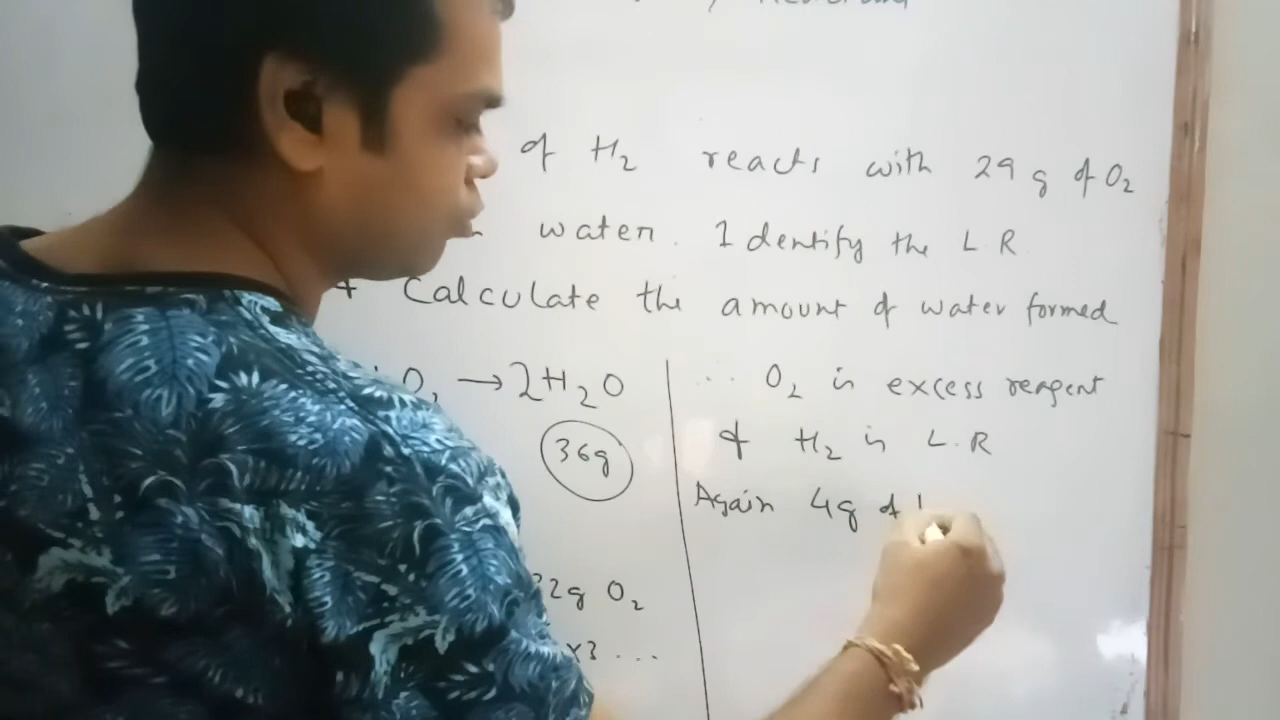 of H₂ reacts with 29 g of O₂
water. Identify the L.R
+ Calculate the amount of water formed
O₂ → 2H₂O
36g
O₂
x3 ...
∴ O₂ is excess reagent
& H₂ is L.R
Again 4g of